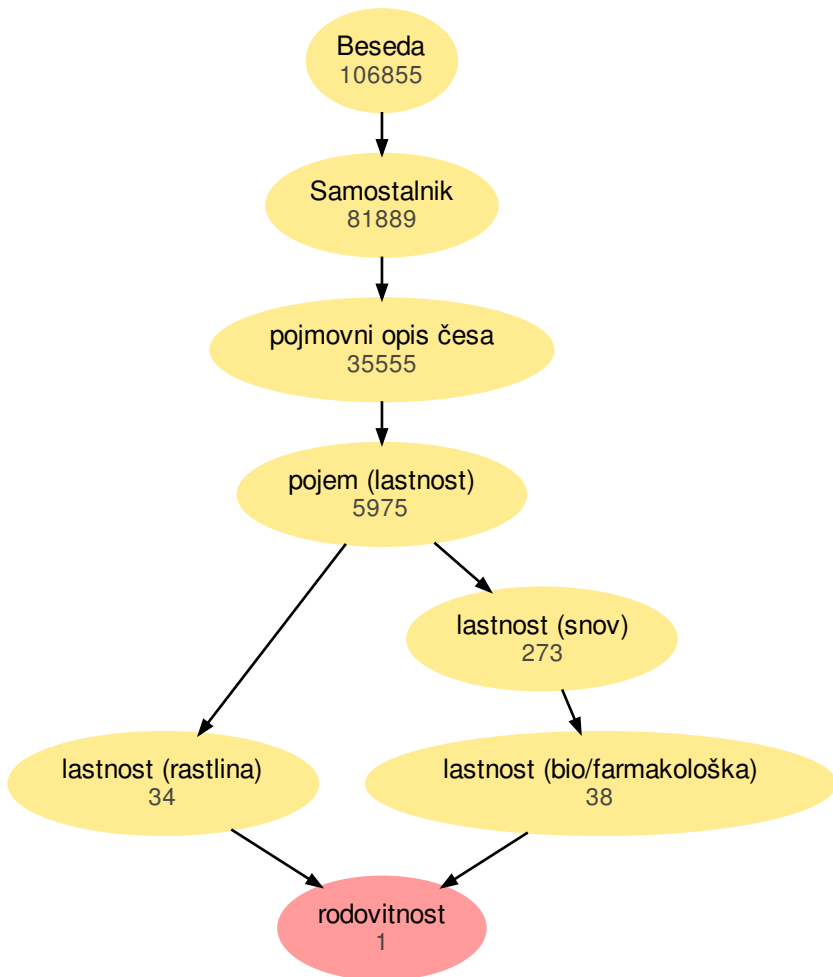 Beseda
106855
Samostalnik
81889
pojmovni opis česa
35555
pojem (lastnost)
5975
lastnost (snov)
273
lastnost (rastlina)
34
lastnost (bio/farmakološka)
38
rodovitnost
1